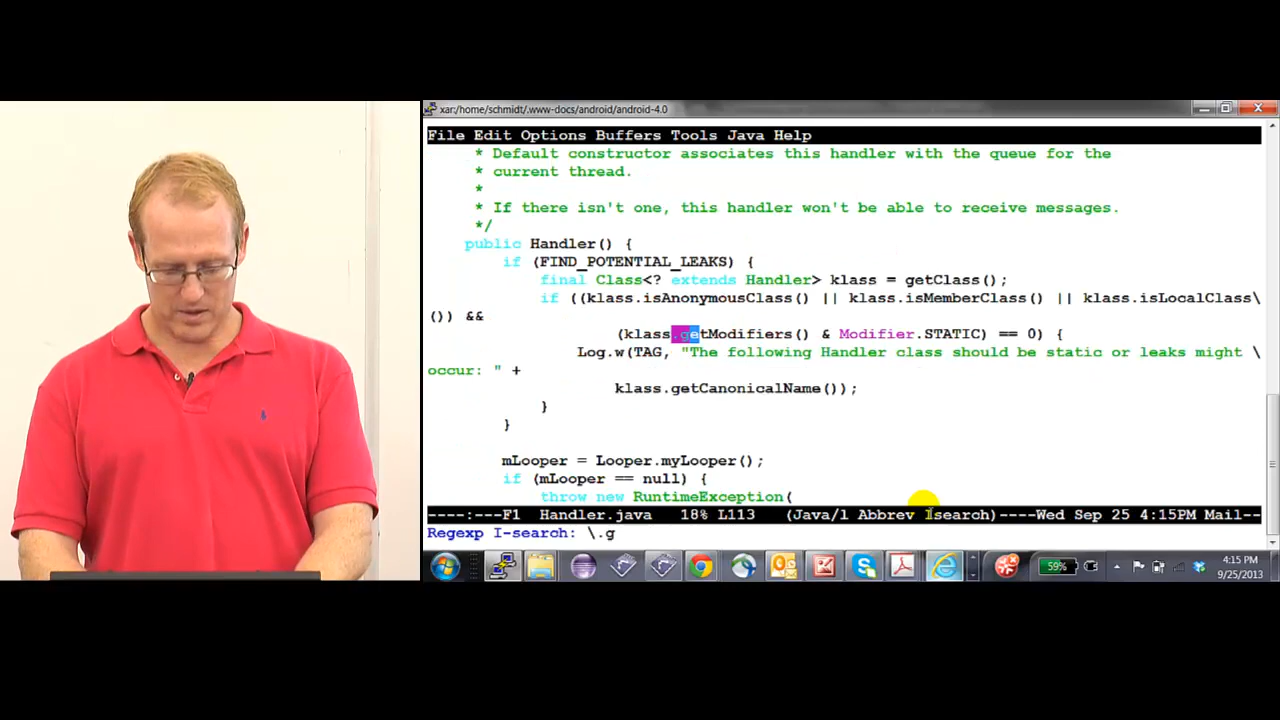 xar:/home/schmidt/.www-docs/android/android-4.0
File Edit Options Buffers Tools Java Help
* Default constructor associates this handler with the queue for the
* current thread.
*
* If there isn't one, this handler won't be able to receive messages.
*/
public Handler() {
if (FIND_POTENTIAL_LEAKS) {
final Class<? extends Handler> klass = getClass();
if ((klass.isAnonymousClass() || klass.isMemberClass() || klass.isLocalClass\
()) &&
(klass.getModifiers() & Modifier.STATIC) == 0) {
Log.w(TAG, "The following Handler class should be static or leaks might \
occur: " +
klass.getCanonicalName());
}
}
mLooper = Looper.myLooper();
if (mLooper == null) {
throw new RuntimeException(
----:---F1 Handler.java 18% L113 (Java/l Abbrev Isearch)----Wed Sep 25 4:15PM Mail--
Regexp I-search: \.g
59%
4:15 PM
9/25/2013